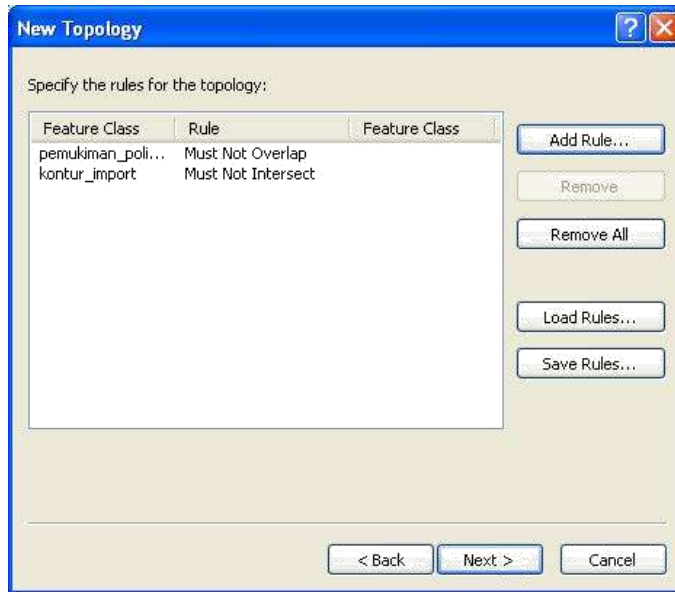 New Topology
Specify the rules for the topology:
Feature Class Rule Feature Class
pemukiman_poli... Must Not Overlap
kontur_import Must Not Intersect
Add Rule...
Remove
Remove All
Load Rules...
Save Rules...
< Back Next > Cancel